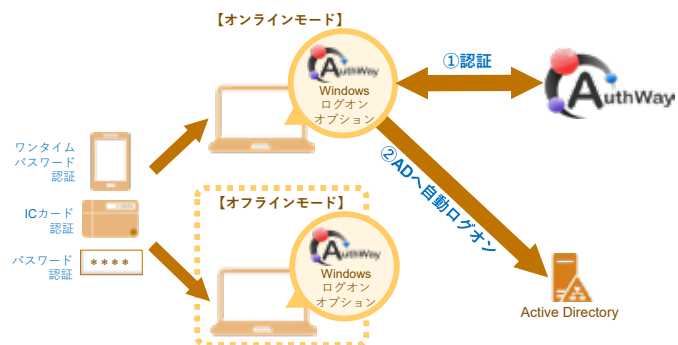 【オンラインモード】
AuthWay
Windows
ログオン
オプション
①認証
AuthWay
ワンタイム
パスワード
認証
②ADへ自動ログオン
【オフラインモード】
ICカード
認証
AuthWay
Windows
ログオン
オプション
パスワード
認証
****
Active Directory